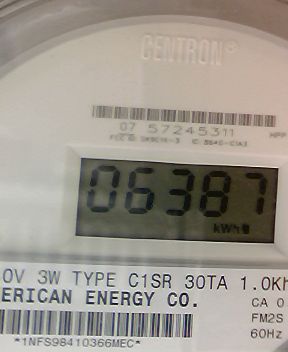 CENTRON®
07 57245311
06387
kWh
0V 3W TYPE C1SR 30TA 1.0Kh
ERICAN ENERGY CO.
CA 0
FM2S
60Hz
*1NFS98410366MEC*